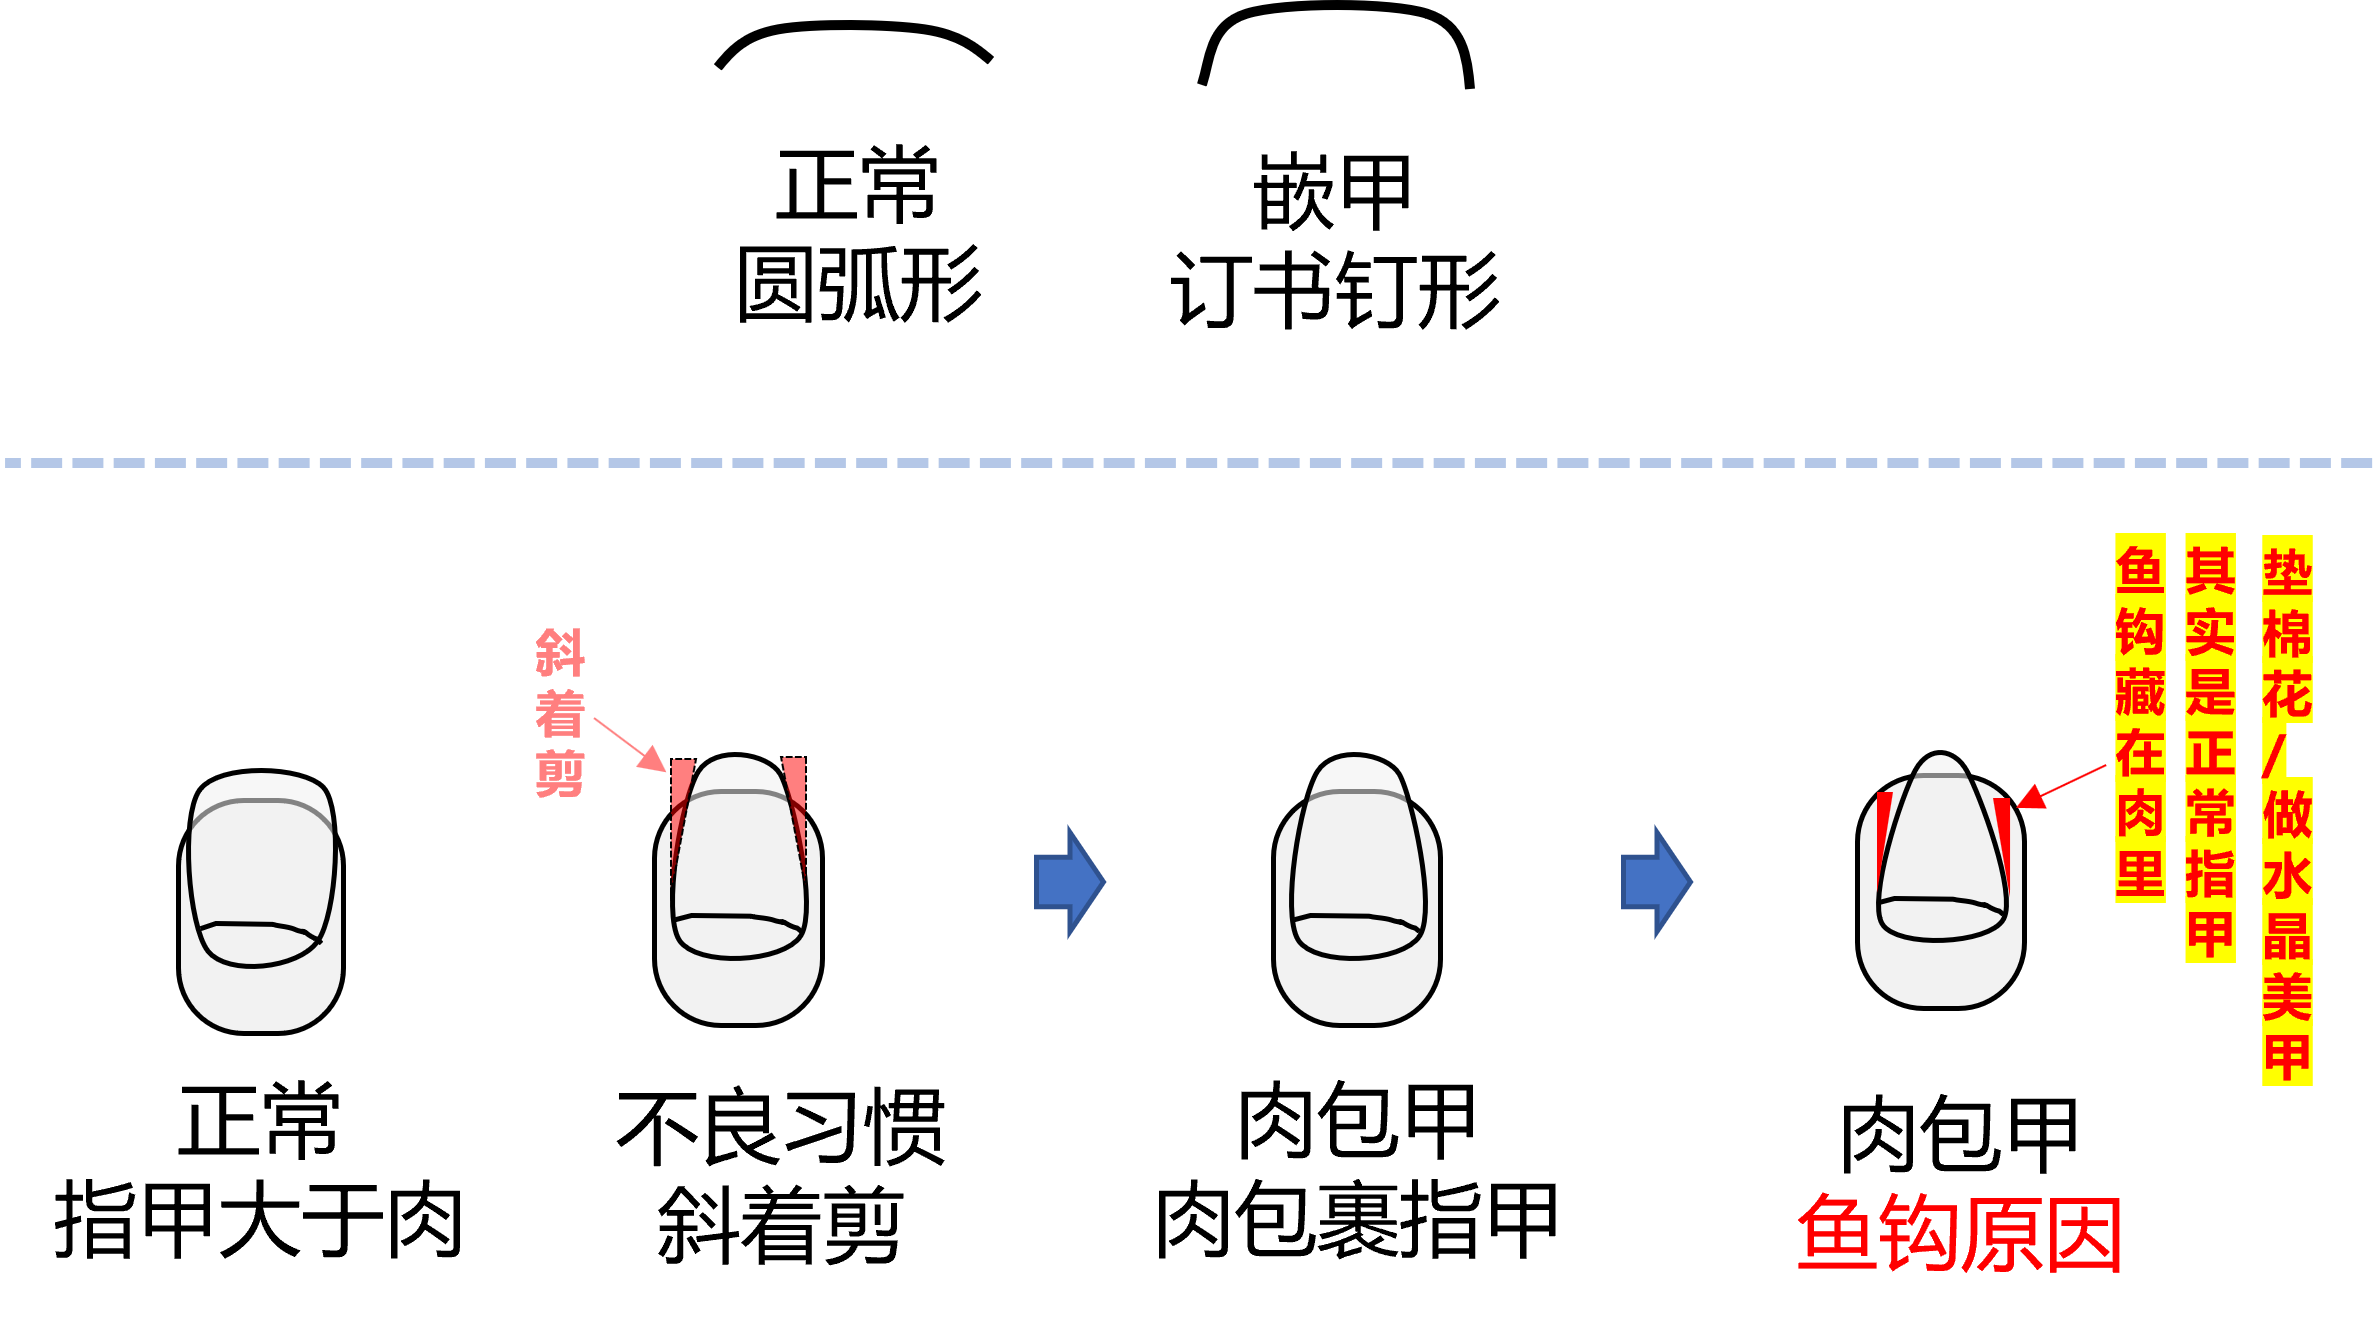 正常
圆弧形
嵌甲
订书钉形
斜着剪
鱼钩藏在肉里
其实是正常指甲
垫棉花/做水晶美甲
正常
指甲大于肉
不良习惯
斜着剪
肉包甲
肉包裹指甲
肉包甲
鱼钩原因